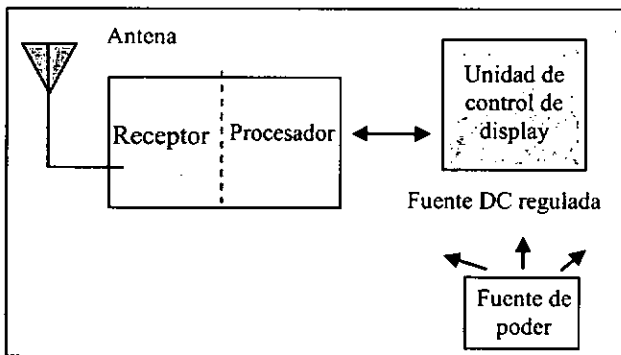 Antena
Receptor
Procesador
Unidad de
control de
display
Fuente DC regulada
Fuente de
poder